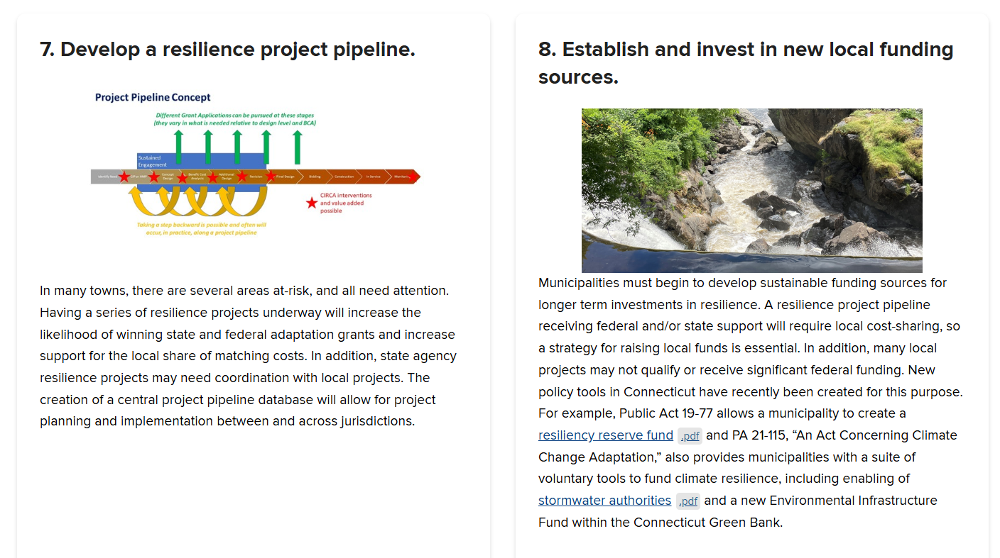 7. Develop a resilience project pipeline.
Project Pipeline Concept
Different Grant Applications can be pursued at these stages
(they vary in what is needed relative to design level and BCA)
Sustained
Engagement
Identify Need
Concept
Design
Benefit Cost
Analysis
Additional
Design
Revision
Final Design
Bidding
Construction
In Service
CIRCA interventions
and value added
possible
Taking a step backward is possible and often will
occur, in practice, along a project pipeline
In many towns, there are several areas at-risk, and all need attention.
Having a series of resilience projects underway will increase the
likelihood of winning state and federal adaptation grants and increase
support for the local share of matching costs. In addition, state agency
resilience projects may need coordination with local projects. The
creation of a central project pipeline database will allow for project
planning and implementation between and across jurisdictions.
8. Establish and invest in new local funding
sources.
Municipalities must begin to develop sustainable funding sources for
longer term investments in resilience. A resilience project pipeline
receiving federal and/or state support will require local cost-sharing, so
a strategy for raising local funds is essential. In addition, many local
projects may not qualify or receive significant federal funding. New
policy tools in Connecticut have recently been created for this purpose.
For example, Public Act 19-77 allows a municipality to create a
resiliency reserve fund .pdf and PA 21-115, “An Act Concerning Climate
Change Adaptation,” also provides municipalities with a suite of
voluntary tools to fund climate resilience, including enabling of
stormwater authorities .pdf and a new Environmental Infrastructure
Fund within the Connecticut Green Bank.